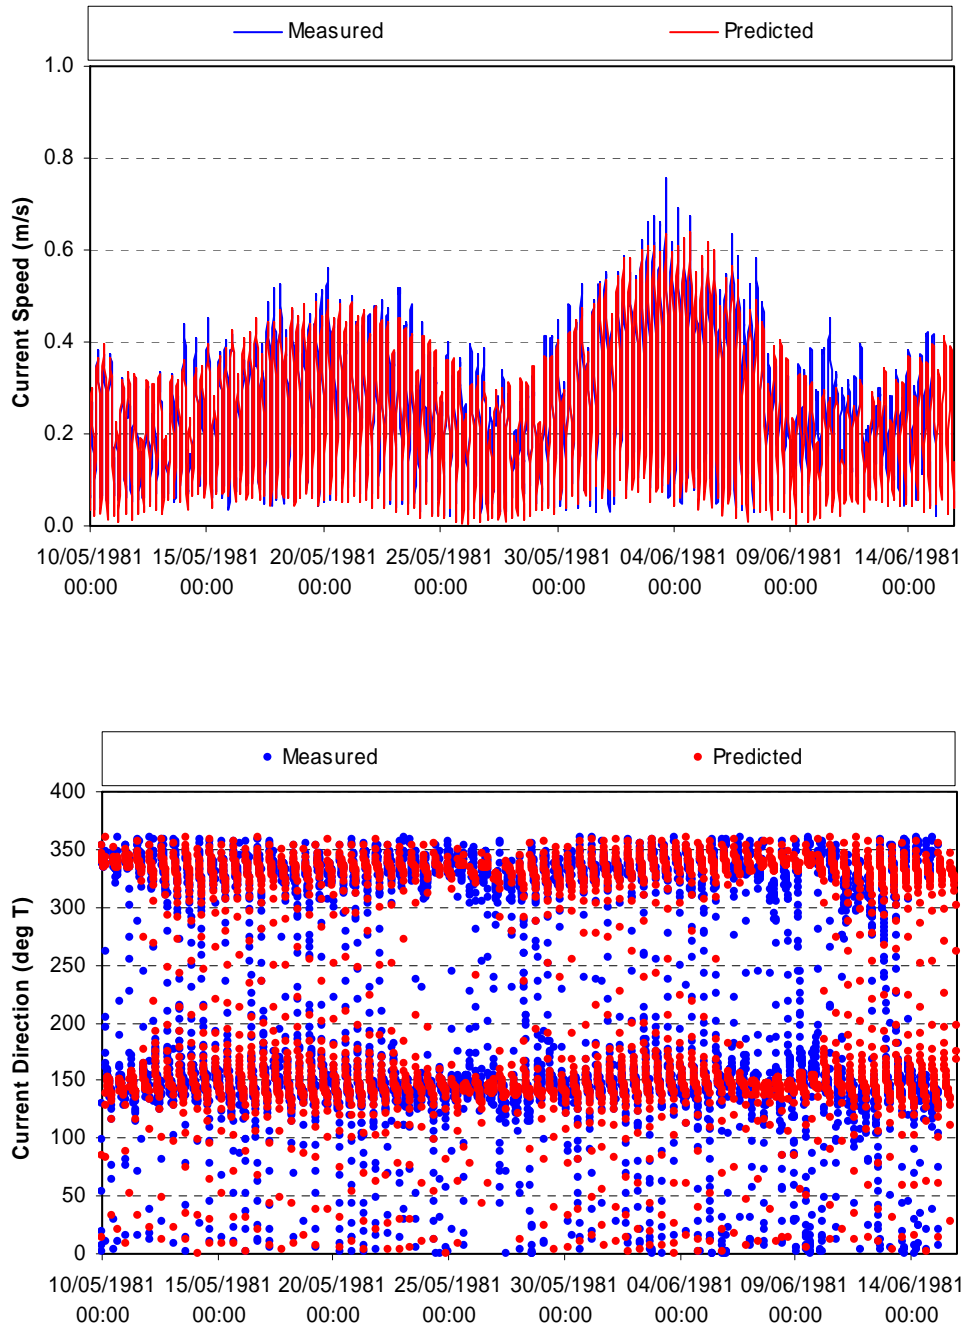 Measured Predicted
1.0
0.8
0.6
0.4
0.2
0.0
Current Speed (m/s)
10/05/1981 15/05/1981 20/05/1981 25/05/1981 30/05/1981 04/06/1981 09/06/1981 14/06/1981
00:00 00:00 00:00 00:00 00:00 00:00 00:00 00:00
Measured Predicted
400
350
300
250
200
150
100
50
0
Current Direction (deg T)
10/05/1981 15/05/1981 20/05/1981 25/05/1981 30/05/1981 04/06/1981 09/06/1981 14/06/1981
00:00 00:00 00:00 00:00 00:00 00:00 00:00 00:00